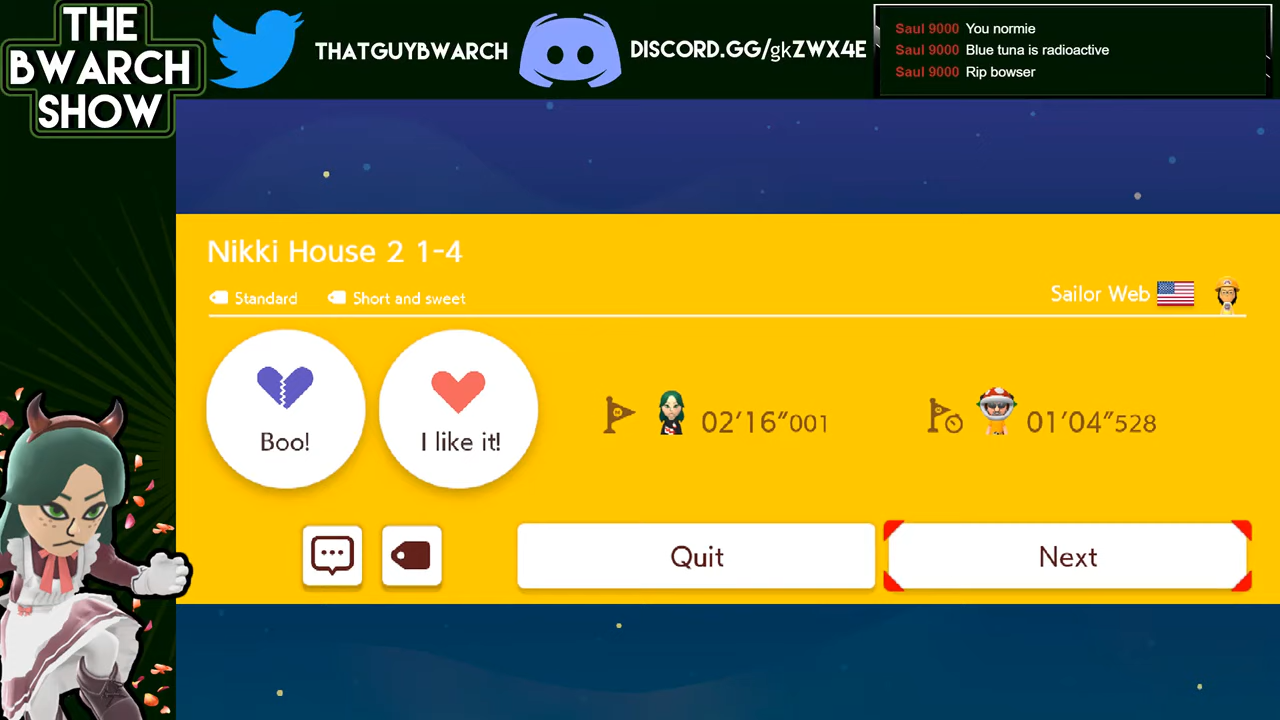 THE
BWARCH
SHOW
THATGUYBWARCH
DISCORD.GG/gkZWX4E
Saul 9000 You normie
Saul 9000 Blue tuna is radioactive
Saul 9000 Rip bowser
Nikki House 2 1-4
Standard
Short and sweet
Sailor Web
Boo!
I like it!
02'16"001
01'04"528
Quit
Next